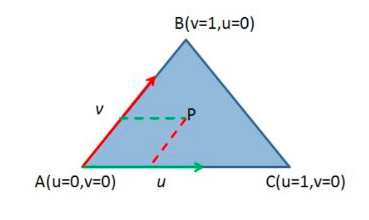 B(v=1,u=0)
v
P
A(u=0,v=0)
u
C(u=1,v=0)